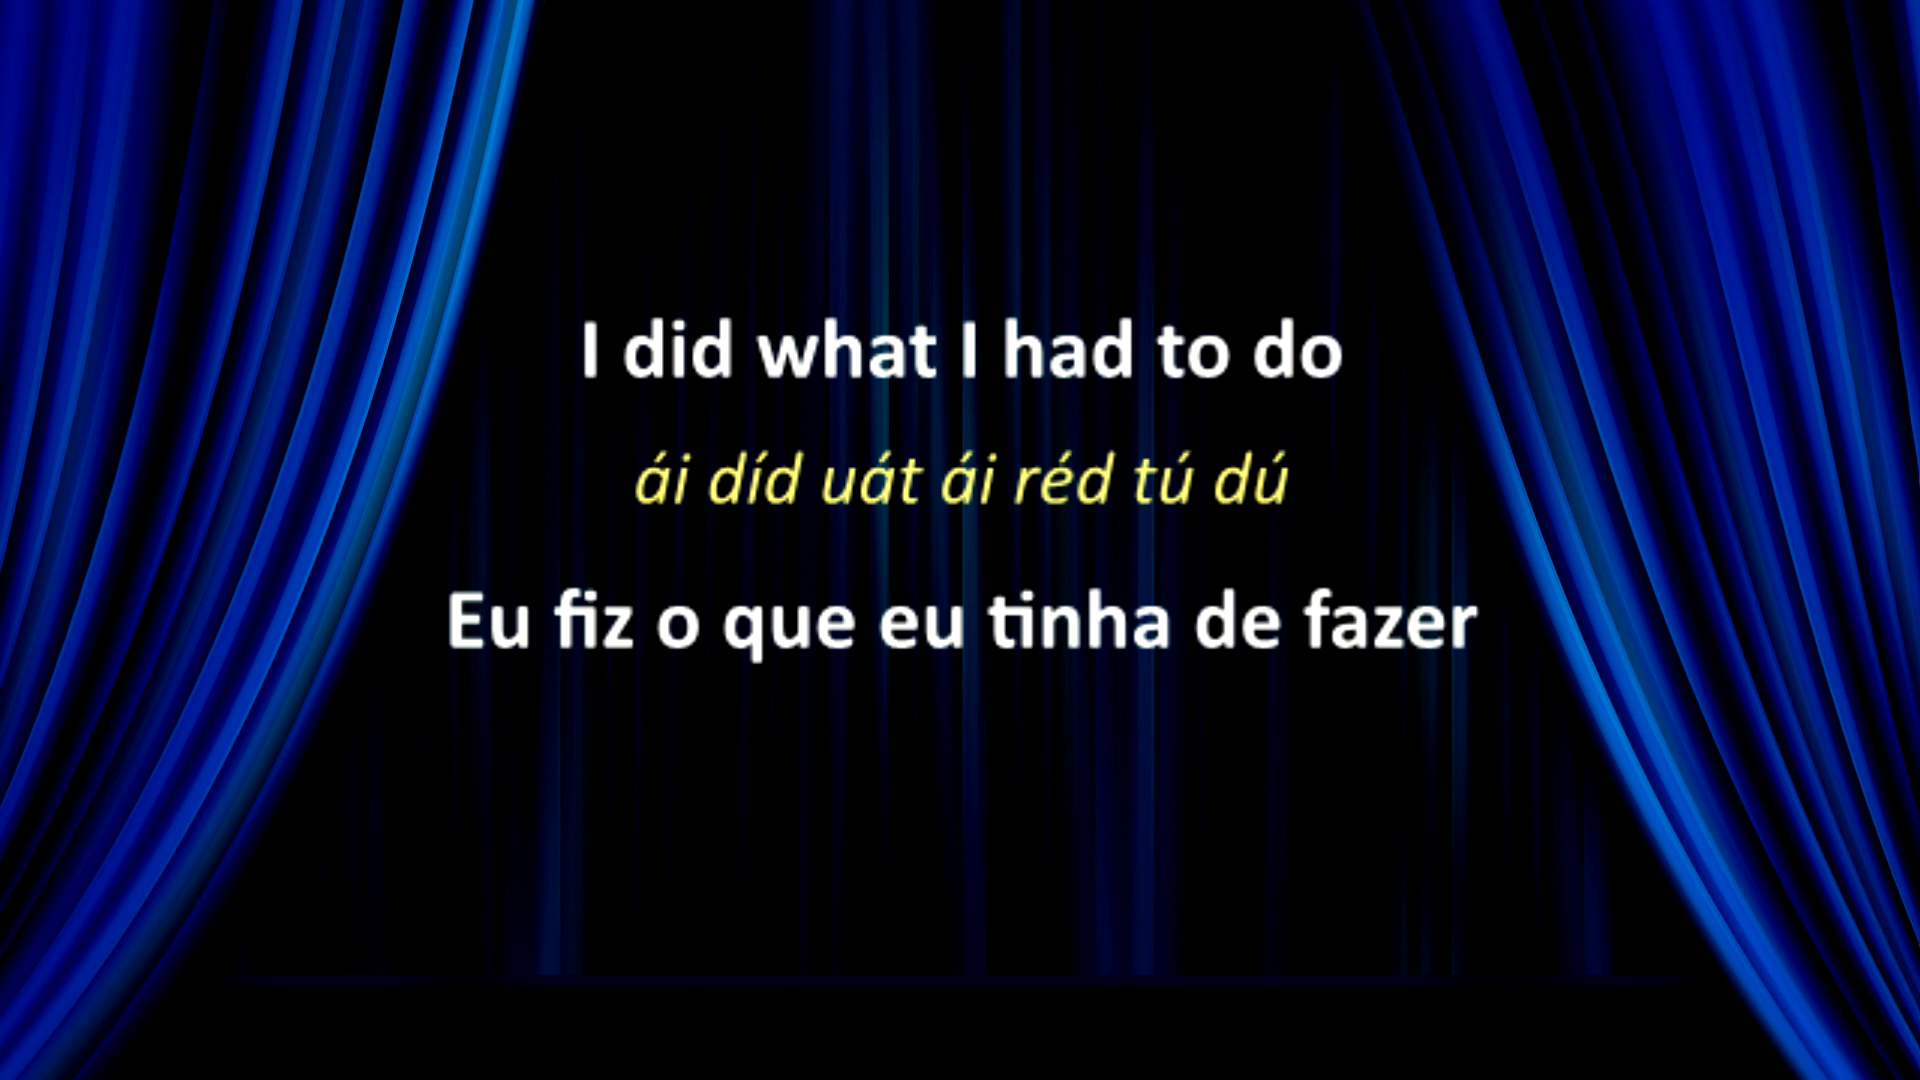 I did what I had to do
ái díd uát ái réd tú dú
Eu fiz o que eu tinha de fazer